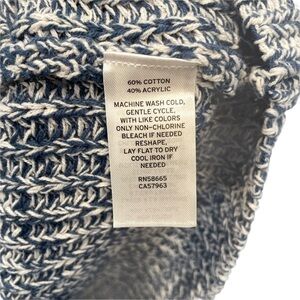 60% COTTON
40% ACRYLIC
MACHINE WASH COLD,
GENTLE CYCLE,
WITH LIKE COLORS
ONLY NON-CHLORINE
BLEACH IF NEEDED
RESHAPE,
LAY FLAT TO DRY
COOL IRON IF
NEEDED
RN58665
CA57963